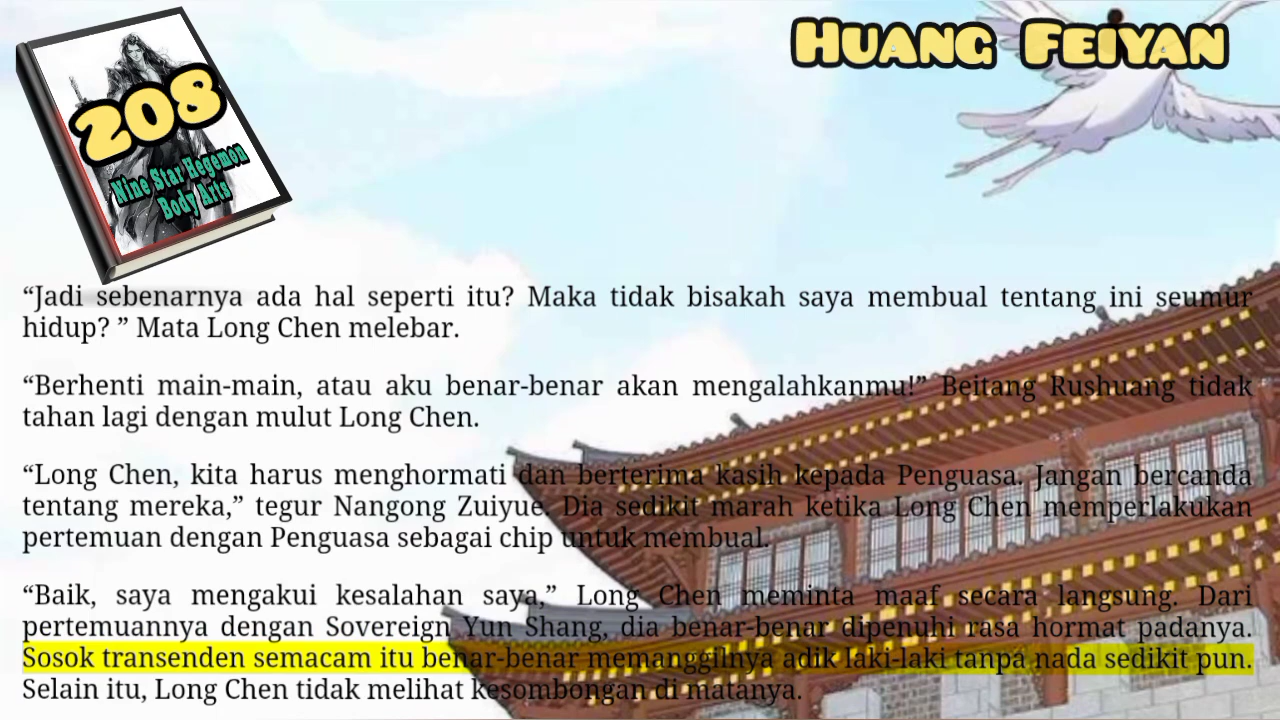 Huang Feiyan
208
Nine Star Hegemon
Body Arts
“Jadi sebenarnya ada hal seperti itu? Maka tidak bisakah saya membual tentang ini seumur
hidup? ” Mata Long Chen melebar.
“Berhenti main-main, atau aku benar-benar akan mengalahkanmu!” Beitang Rushuang tidak
tahan lagi dengan mulut Long Chen.
“Long Chen, kita harus menghormati dan berterima kasih kepada Penguasa. Jangan bercanda
tentang mereka,” tegur Nangong Zuiyue. Dia sedikit marah ketika Long Chen memperlakukan
pertemuan dengan Penguasa sebagai chip untuk membual.
“Baik, saya mengakui kesalahan saya,” Long Chen meminta maaf secara langsung. Dari
pertemuannya dengan Sovereign Yun Shang, dia benar-benar dipenuhi rasa hormat padanya.
Sosok transenden semacam itu benar-benar memanggilnya adik laki-laki tanpa nada sedikit pun.
Selain itu, Long Chen tidak melihat kesombongan di matanya.